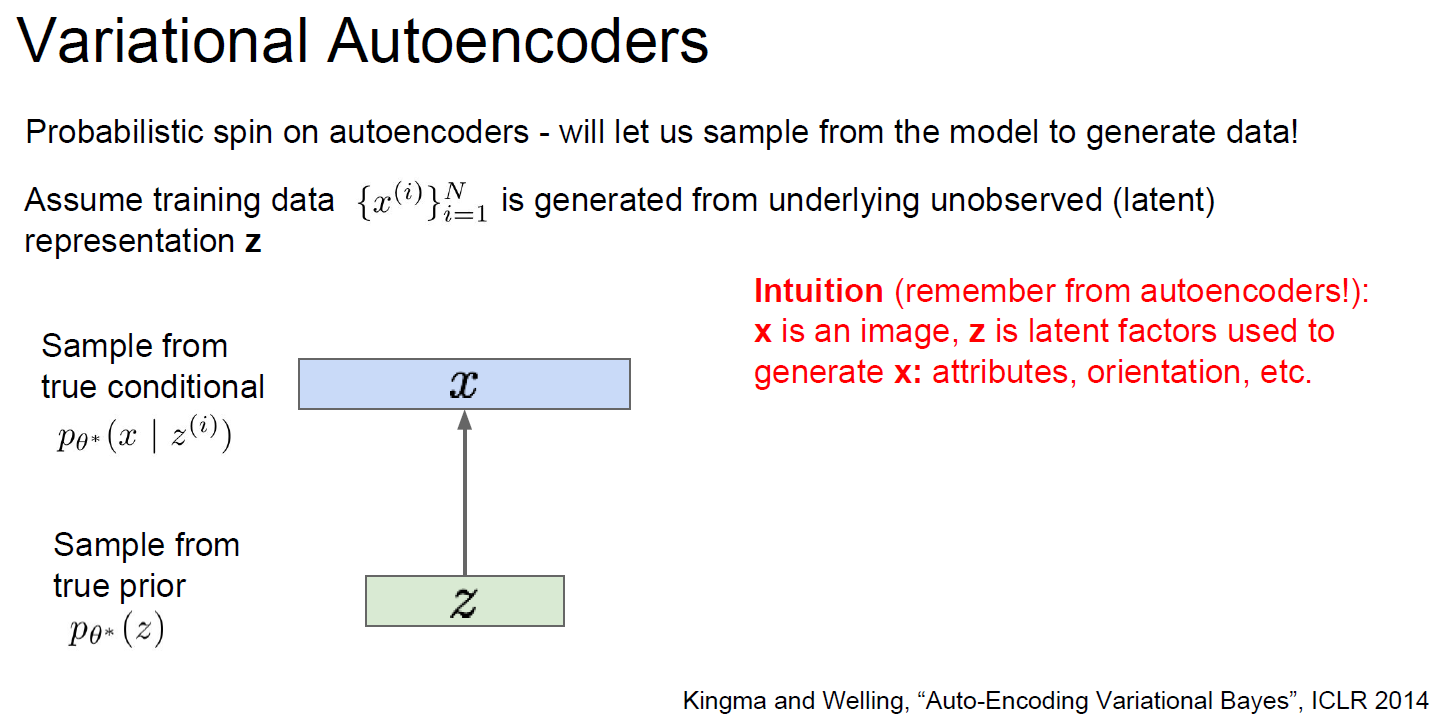 Variational Autoencoders
Probabilistic spin on autoencoders - will let us sample from the model to generate data!
Assume training data $\{x^{(i)}\}_{i=1}^{N}$ is generated from underlying unobserved (latent)
representation z
Intuition (remember from autoencoders!):
x is an image, z is latent factors used to
generate x: attributes, orientation, etc.
Sample from
true conditional
$p_{\theta^*}(x \mid z^{(i)})$
x
Sample from
true prior
$p_{\theta^*}(z)$
z
Kingma and Welling, “Auto-Encoding Variational Bayes”, ICLR 2014